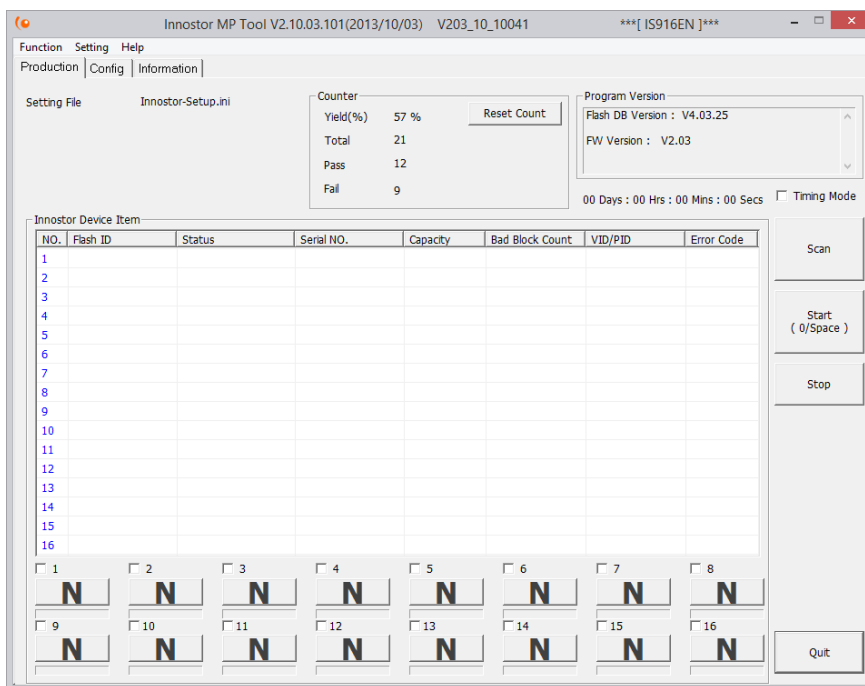 Innostor MP Tool V2.10.03.101(2013/10/03) V203_10_10041 ***[ IS916EN ]***
Function Setting Help
Production Config Information
Setting File Innostor-Setup.ini
Counter
Yield(%) 57 %
Total 21
Pass 12
Fail 9
Reset Count
Program Version
Flash DB Version : V4.03.25
FW Version : V2.03
00 Days : 00 Hrs : 00 Mins : 00 Secs
Timing Mode
Innostor Device Item
NO. Flash ID Status Serial NO. Capacity Bad Block Count VID/PID Error Code
1
2
3
4
5
6
7
8
9
10
11
12
13
14
15
16
Scan
Start
( 0/Space )
Stop
1 2 3 4 5 6 7 8
N N N N N N N N
9 10 11 12 13 14 15 16
N N N N N N N N
Quit